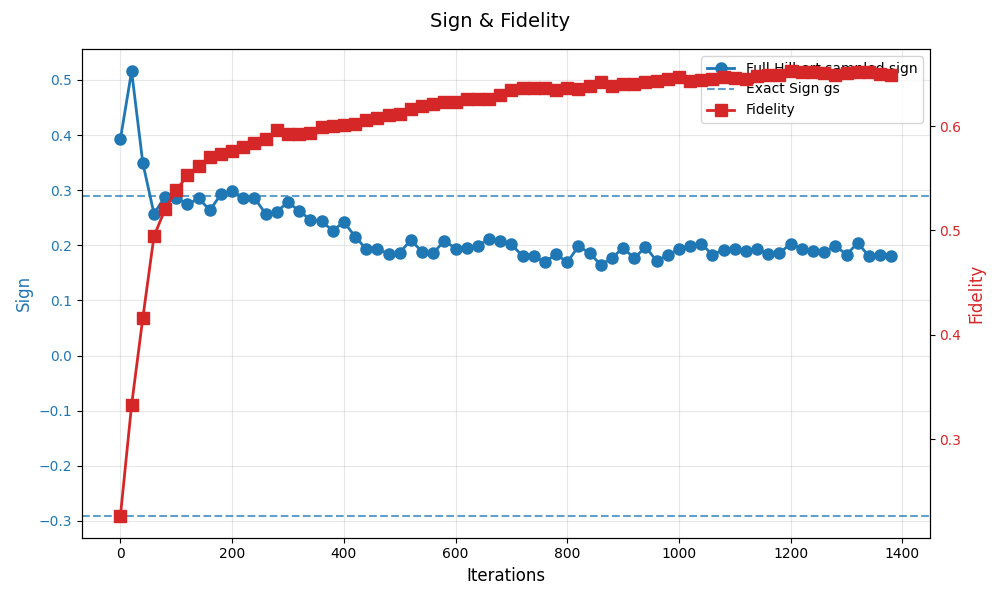 Sign & Fidelity
Full Hilbert sampled sign
Exact Sign gs
Fidelity
0.5
0.4
0.3
0.2
0.1
0.0
−0.1
−0.2
−0.3
Sign
0.6
0.5
0.4
0.3
Fidelity
0 200 400 600 800 1000 1200 1400
Iterations